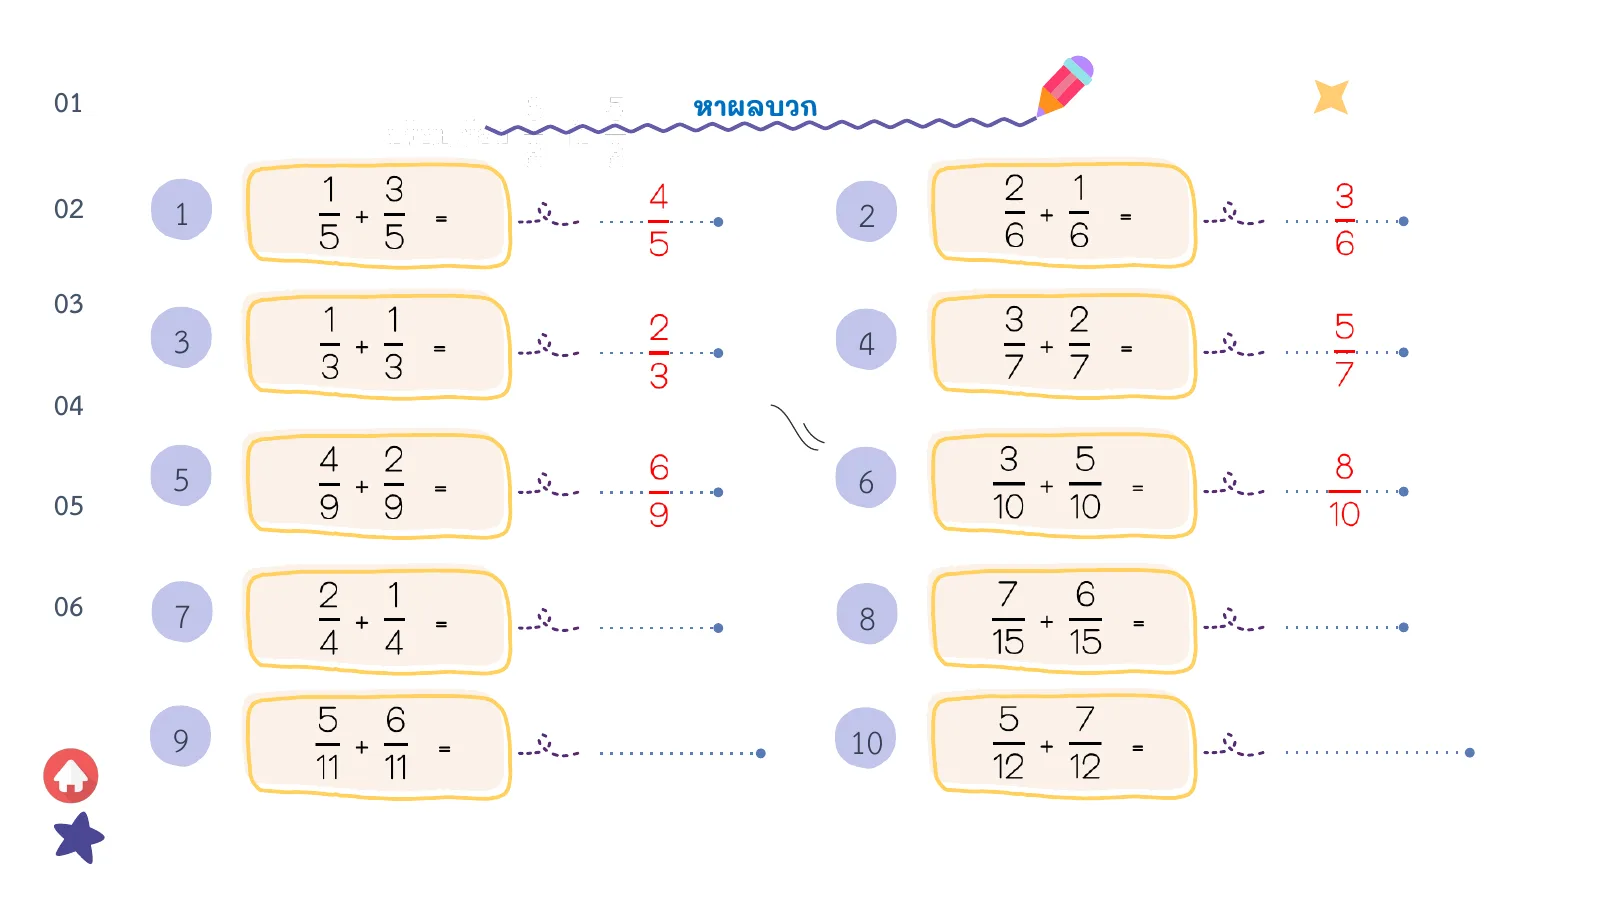 หาผลบวก
01
02
03
04
05
06
1 1/5 + 3/5 = 4/5
2 2/6 + 1/6 = 3/6
3 1/3 + 1/3 = 2/3
4 3/7 + 2/7 = 5/7
5 4/9 + 2/9 = 6/9
6 3/10 + 5/10 = 8/10
7 2/4 + 1/4 =
8 7/15 + 6/15 =
9 5/11 + 6/11 =
10 5/12 + 7/12 =